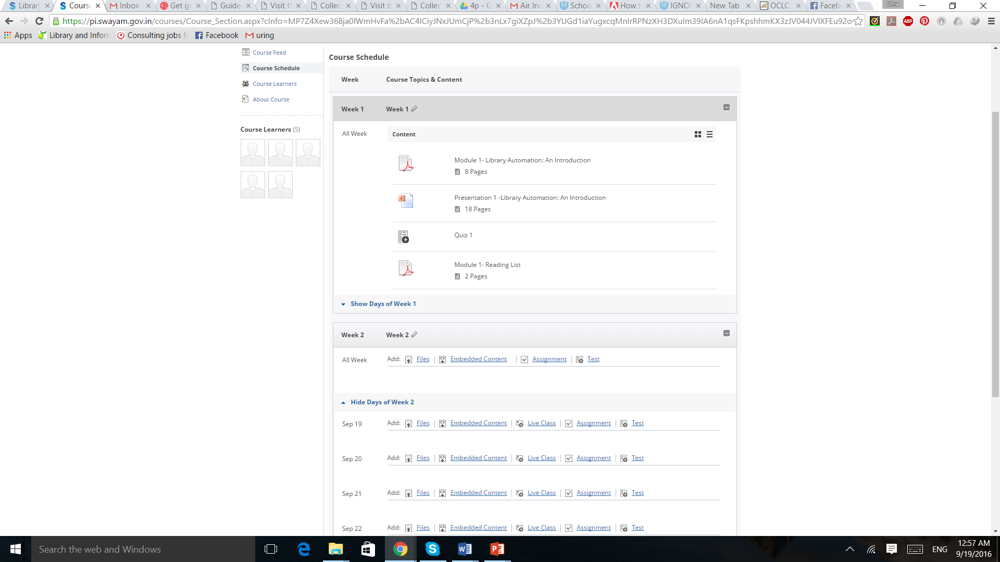 Library
Course
Inbox
Get ge
Guide
Visit t
Collec
Visit t
Collec
4p - G
Air Inc
Schoo
How t
IGNOU
New Tab
OCLC
Faceb
Uma
https://pi.swayam.gov.in/courses/Course_Section.aspx?cInfo=
ABP
Apps
Library and Inform
Consulting jobs f
Facebook
uring
Course Feed
Course Schedule
Course Learners
About Course
Course Learners (5)
Course Schedule
Week Course Topics & Content
Week 1 Week 1
All Week Content
Module 1- Library Automation: An Introduction
8 Pages
Presentation 1 -Library Automation: An Introduction
18 Pages
Quiz 1
Module 1- Reading List
2 Pages
Show Days of Week 1
Week 2 Week 2
All Week Add: Files | Embedded Content | Assignment | Test
Hide Days of Week 2
Sep 19 Add: Files | Embedded Content | Live Class | Assignment | Test
Sep 20 Add: Files | Embedded Content | Live Class | Assignment | Test
Sep 21 Add: Files | Embedded Content | Live Class | Assignment | Test
Sep 22 Add: Files | Embedded Content | Live Class | Assignment | Test
Search the web and Windows
ENG
12:57 AM
9/19/2016